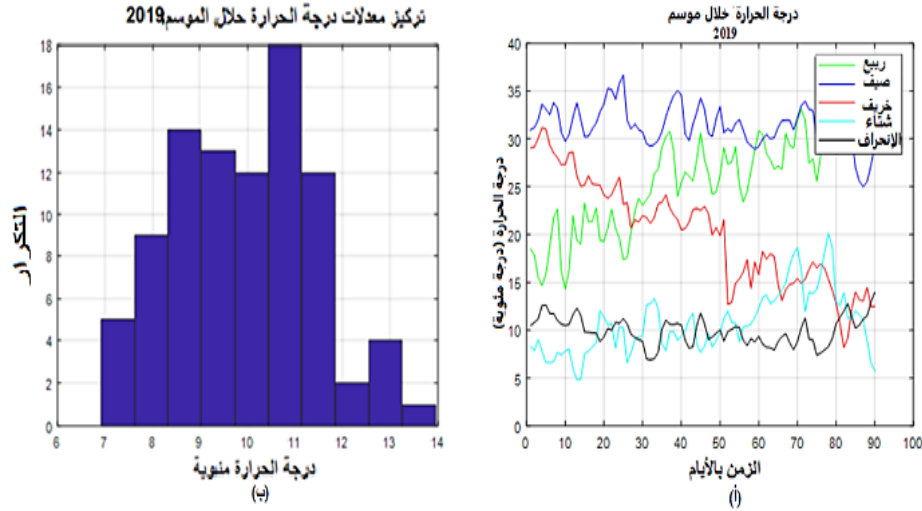 درجة الحرارة خلال موسم
2019
درجة الحرارة (درجة مئوية)
40
35
30
25
20
15
10
5
0
ربيع
صيف
خريف
شتاء
الإنحراف
0 10 20 30 40 50 60 70 80 90 100
الزمن بالأيام
(أ)
تركيز معدلات درجة الحرارة حلال الموسم2019
التكرار
18
16
14
12
10
8
6
4
2
0
6 7 8 9 10 11 12 13 14
درجة الحرارة مئوية
(ب)